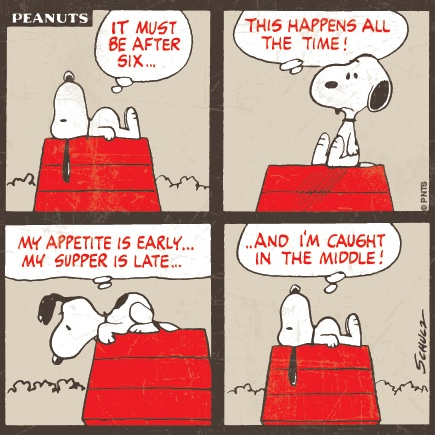 PEANUTS
IT MUST
BE AFTER
SIX...
THIS HAPPENS ALL
THE TIME!
© PNTS
MY APPETITE IS EARLY...
MY SUPPER IS LATE...
..AND I'M CAUGHT
IN THE MIDDLE!
SCHULZ